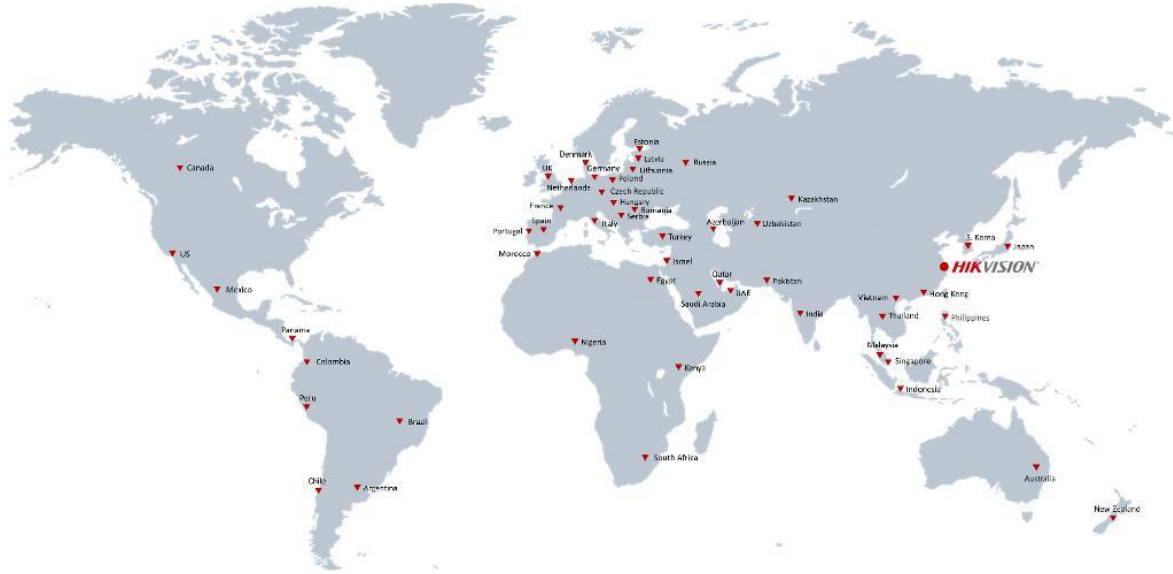 Estonia
Denmark
Latvia
Canada
UK
Germany
Russia
Lithuania
Netherlands
Poland
Czech Republic
Kazakhstan
France
Hungary
Romania
Serbia
Spain
Italy
Azerbaijan
Uzbekistan
Portugal
Turkey
S. Korea
Japan
US
Morocco
Israel
HIKVISION
Egypt
Qatar
Pakistan
Mexico
UAE
Saudi Arabia
Vietnam
Hong Kong
India
Thailand
Philippines
Panama
Nigeria
Malaysia
Colombia
Singapore
Kenya
Indonesia
Peru
Brazil
South Africa
Australia
Chile
Argentina
New Zealand